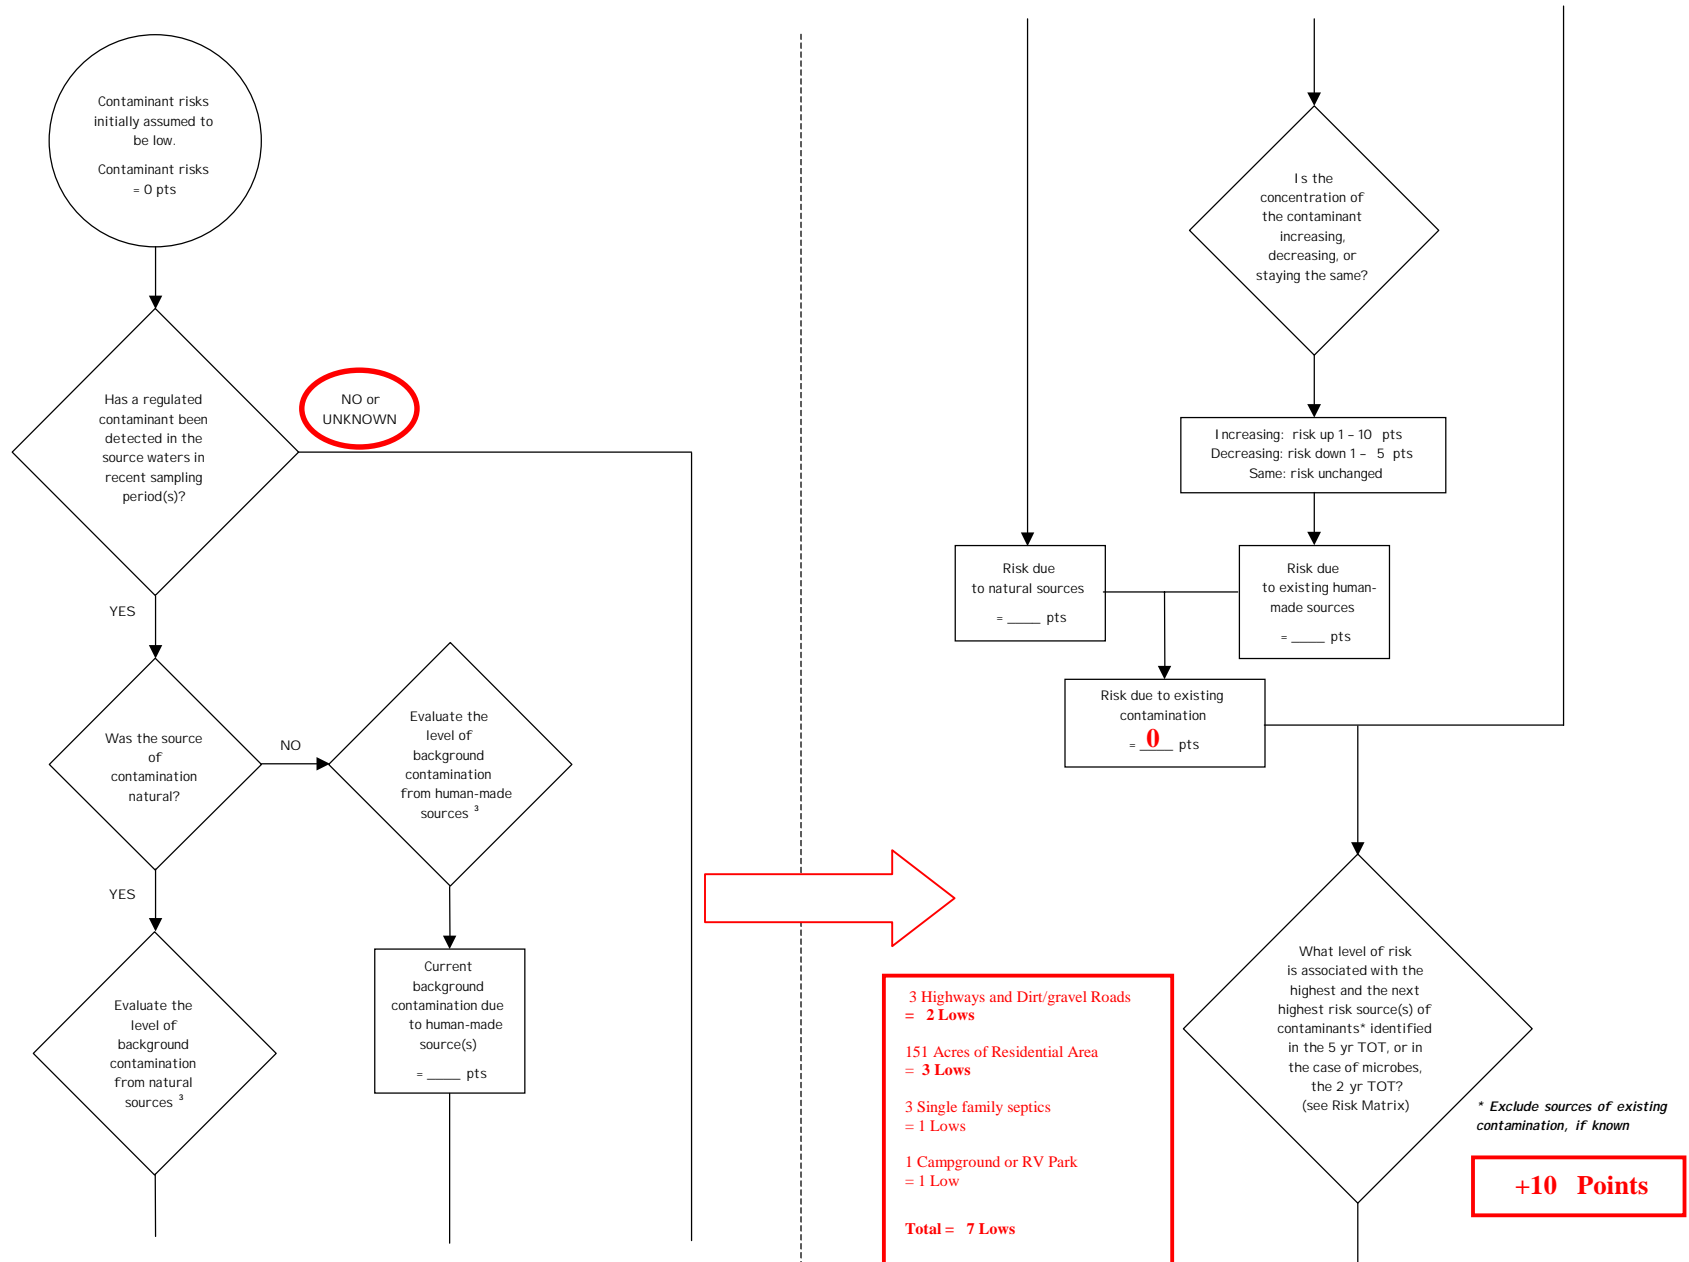 Contaminant risks
initially assumed to
be low.
Contaminant risks
= 0 pts
Has a regulated
contaminant been
detected in the
source waters in
recent sampling
period(s)?
NO or
UNKNOWN
YES
Was the source
of
contamination
natural?
NO
Evaluate the
level of
background
contamination
from human-made
sources ³
YES
Evaluate the
level of
background
contamination
from natural
sources ³
Current
background
contamination due
to human-made
source(s)
= ____ pts
Is the
concentration of
the contaminant
increasing,
decreasing, or
staying the same?
Increasing: risk up 1 – 10 pts
Decreasing: risk down 1 – 5 pts
Same: risk unchanged
Risk due
to natural sources
= ____ pts
Risk due
to existing human-
made sources
= ____ pts
Risk due to existing
contamination
= 0 pts
3 Highways and Dirt/gravel Roads
= 2 Lows
151 Acres of Residential Area
= 3 Lows
3 Single family septics
= 1 Lows
1 Campground or RV Park
= 1 Low
Total = 7 Lows
What level of risk
is associated with the
highest and the next
highest risk source(s) of
contaminants* identified
in the 5 yr TOT, or in
the case of microbes,
the 2 yr TOT?
(see Risk Matrix)
* Exclude sources of existing
contamination, if known
+10 Points